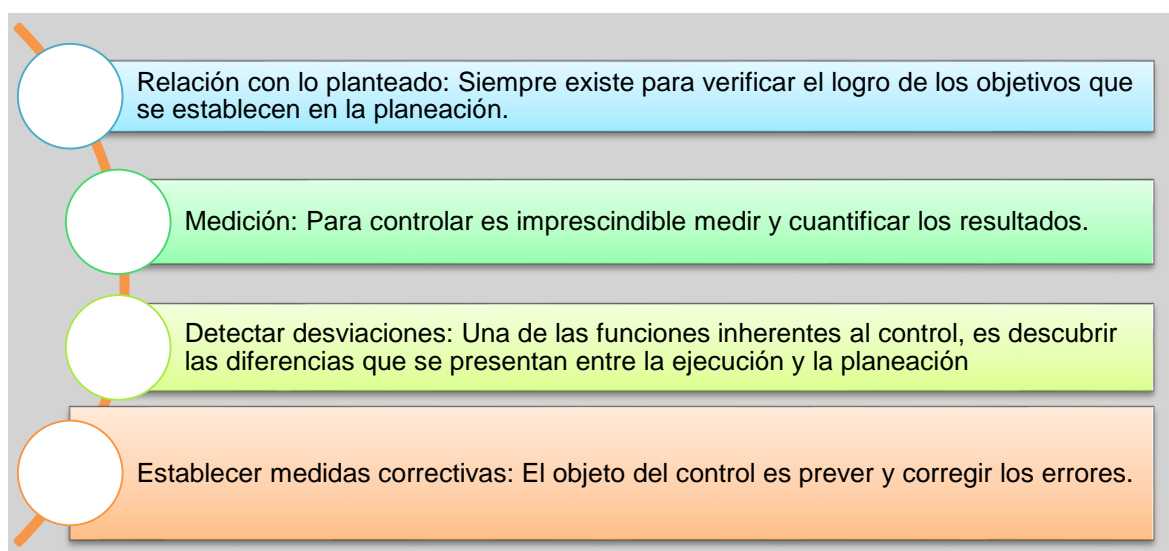 Relación con lo planteado: Siempre existe para verificar el logro de los objetivos que
se establecen en la planeación.
Medición: Para controlar es imprescindible medir y cuantificar los resultados.
Detectar desviaciones: Una de las funciones inherentes al control, es descubrir
las diferencias que se presentan entre la ejecución y la planeación
Establecer medidas correctivas: El objeto del control es prever y corregir los errores.